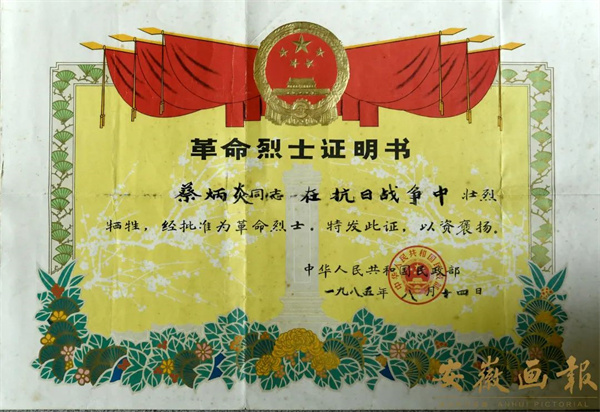 革命烈士证明书
蔡炳炎同志在抗日战争中壮烈
牺牲，经批准为革命烈士。特发此证，以资褒扬。
中华人民共和国民政部
一九八五年八月十四日
安徽画报
ANHUI PICTORIAL